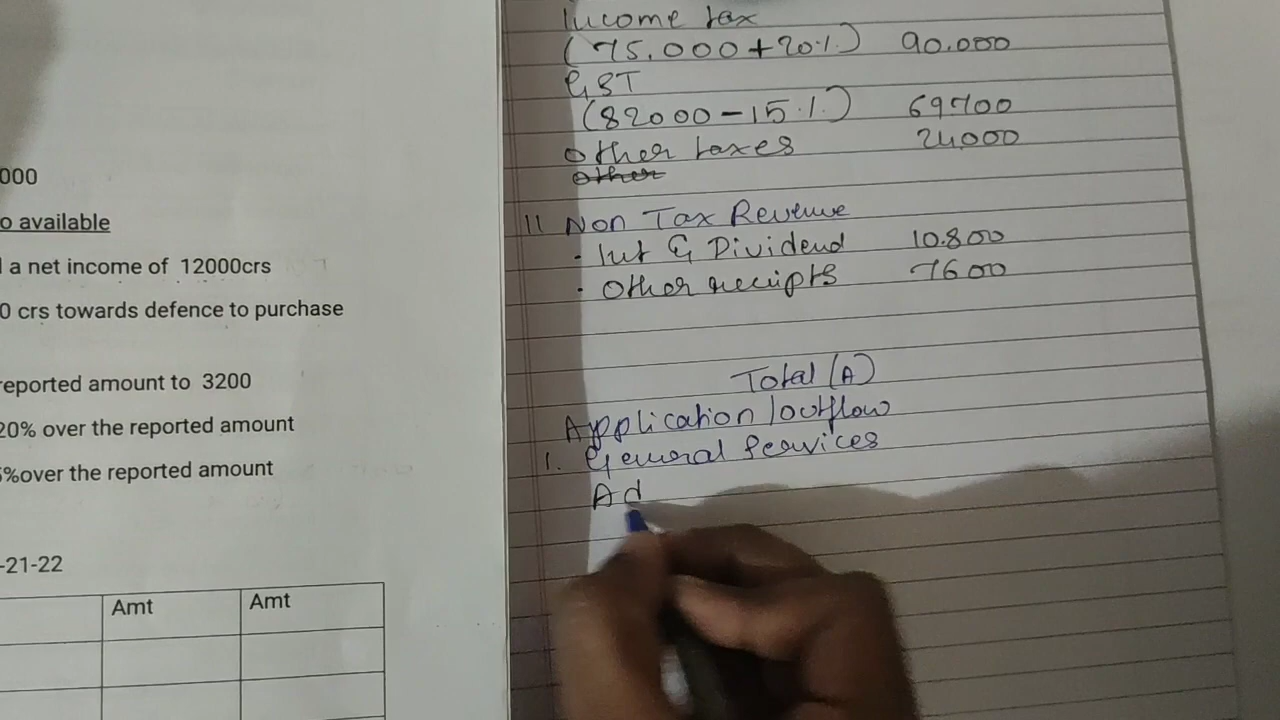 000
o available
a net income of 12000crs
0 crs towards defence to purchase
reported amount to 3200
20% over the reported amount
%over the reported amount
-21-22
Amt Amt
Income tax
(75,000+20%) 90,000
GST
(82000-15%) 69700
Other taxes 24000
Other
II Non Tax Revenue
· Int & Dividend 10,800
· Other receipts 7600
Total (A)
Application/outflow
1. General Services
Ad